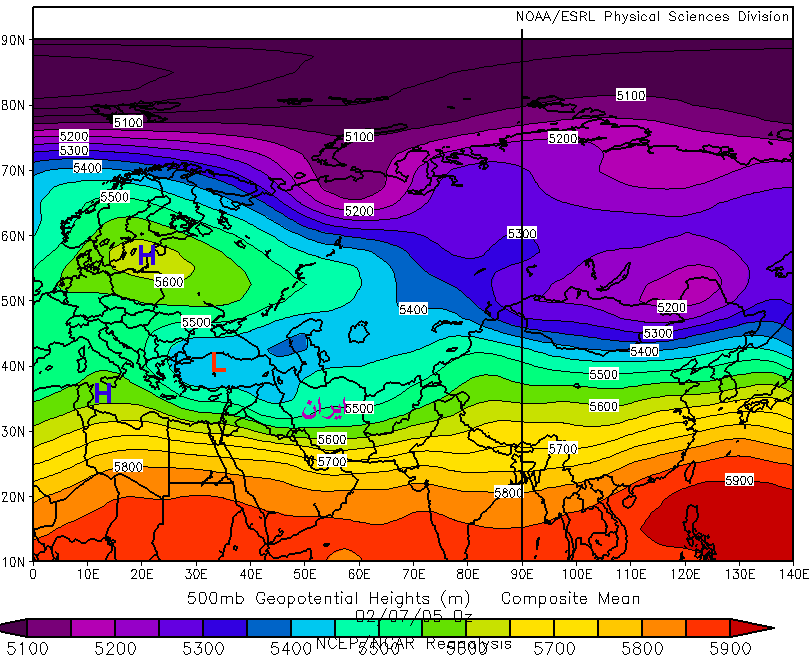 NOAA/ESRL Physical Sciences Division
90N
80N
5100
5100
5100
5200
5200
5300
70N
5400
5500
5200
60N
5300
H
5600
50N
5400
5200
5500
5300
5400
40N
L
5500
H
ایران
5500
5600
30N
5600
5700
5700
5800
5900
20N
5800
10N
0 10E 20E 30E 40E 50E 60E 70E 80E 90E 100E 110E 120E 130E 140E
500mb Geopotential Heights (m) Composite Mean
02/07/05 0z
NCEP/NCAR Reanalysis
5100 5200 5300 5400 5500 5600 5700 5800 5900